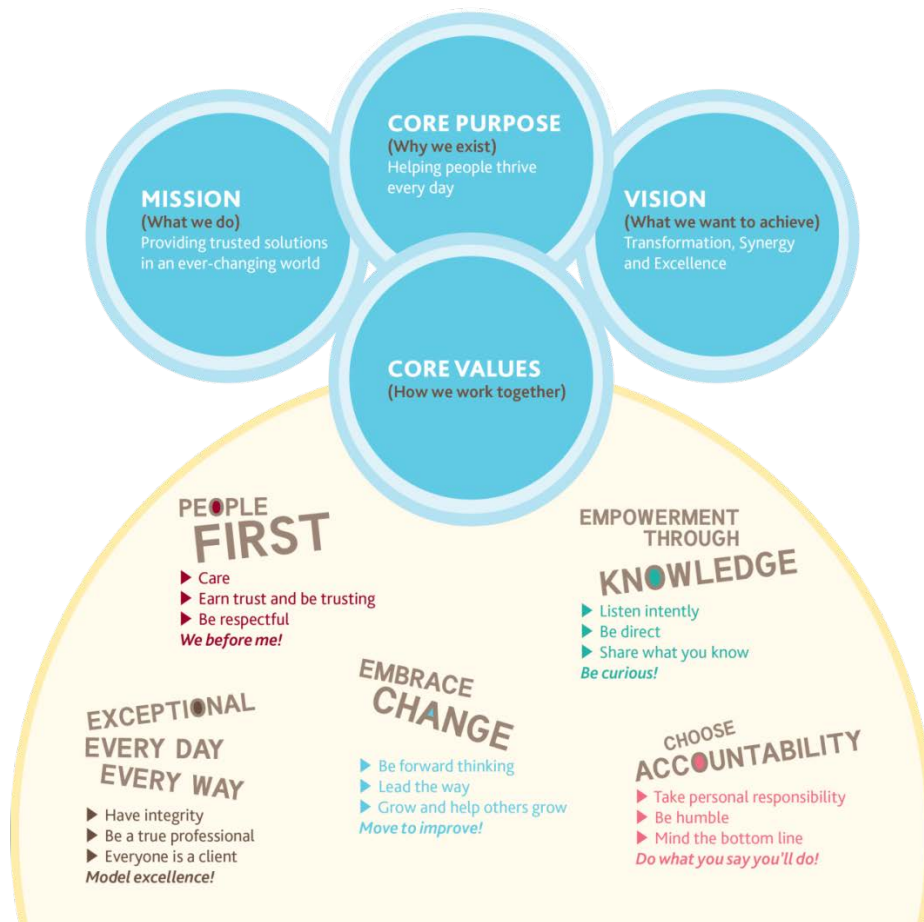 CORE PURPOSE
(Why we exist)
Helping people thrive
every day
MISSION
(What we do)
Providing trusted solutions
in an ever-changing world
VISION
(What we want to achieve)
Transformation, Synergy
and Excellence
CORE VALUES
(How we work together)
PEOPLE
FIRST
▶ Care
▶ Earn trust and be trusting
▶ Be respectful
We before me!
EMPOWERMENT
THROUGH
KNOWLEDGE
▶ Listen intently
▶ Be direct
▶ Share what you know
Be curious!
EXCEPTIONAL
EVERY DAY
EVERY WAY
▶ Have integrity
▶ Be a true professional
▶ Everyone is a client
Model excellence!
EMBRACE
CHANGE
▶ Be forward thinking
▶ Lead the way
▶ Grow and help others grow
Move to improve!
CHOOSE
ACCOUNTABILITY
▶ Take personal responsibility
▶ Be humble
▶ Mind the bottom line
Do what you say you'll do!